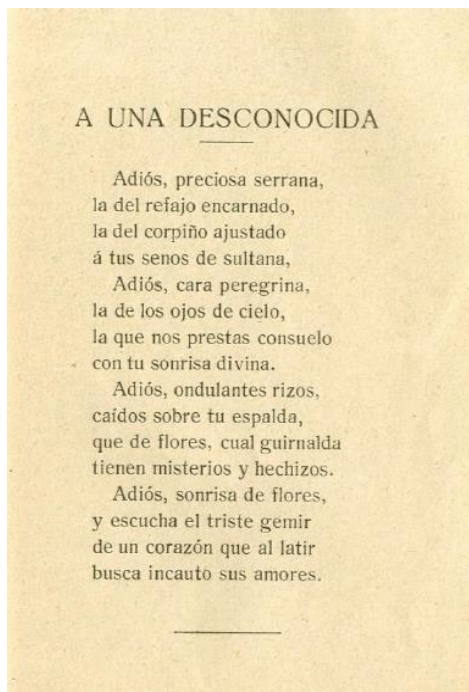 A UNA DESCONOCIDA
Adiós, preciosa serrana,
la del refajo encarnado,
la del corpiño ajustado
á tus senos de sultana,
Adiós, cara peregrina,
la de los ojos de cielo,
la que nos prestas consuelo
con tu sonrisa divina.
Adiós, ondulantes rizos,
caídos sobre tu espalda,
que de flores, cual guirnalda
tienen misterios y hechizos.
Adiós, sonrisa de flores,
y escucha el triste gemir
de un corazón que al latir
busca incauto sus amores.